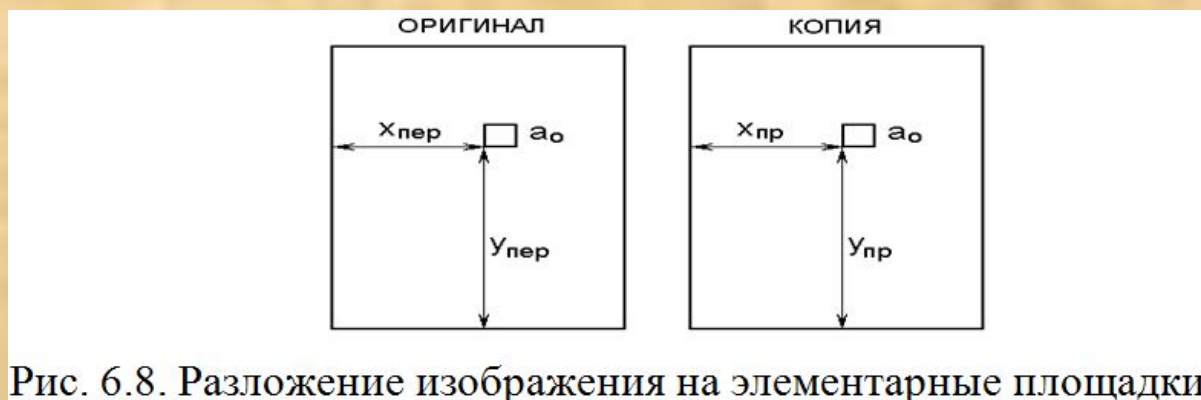 ОРИГИНАЛ КОПИЯ
xпер aо xпр aо
yпер yпр
Рис. 6.8. Разложение изображения на элементарные площадки